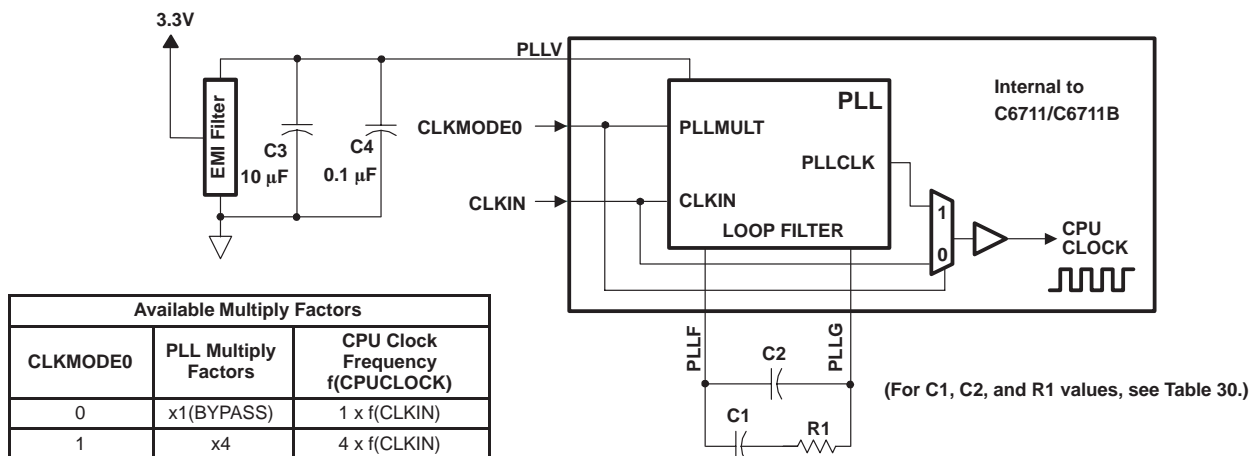 3.3V
PLLV
EMI Filter
C3
10 μF
C4
0.1 μF
CLKMODE0
CLKIN
PLL
PLLMULT
PLLCLK
CLKIN
LOOP FILTER
Internal to
C6711/C6711B
1
0
CPU
CLOCK
PLLF
PLLG
C2
C1
R1
(For C1, C2, and R1 values, see Table 30.)
Available Multiply Factors
CLKMODE0
PLL Multiply
Factors
CPU Clock
Frequency
f(CPUCLOCK)
0
x1(BYPASS)
1 x f(CLKIN)
1
x4
4 x f(CLKIN)